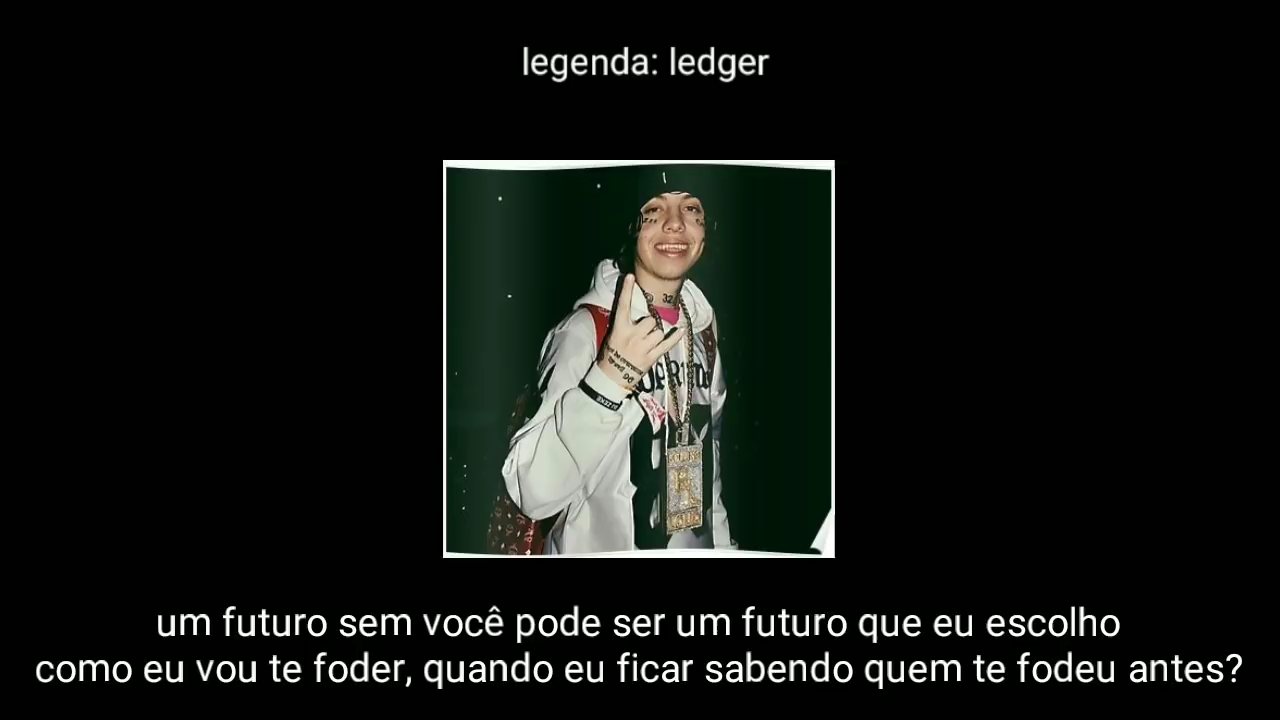 legenda: ledger
32
um futuro sem você pode ser um futuro que eu escolho
como eu vou te foder, quando eu ficar sabendo quem te fodeu antes?